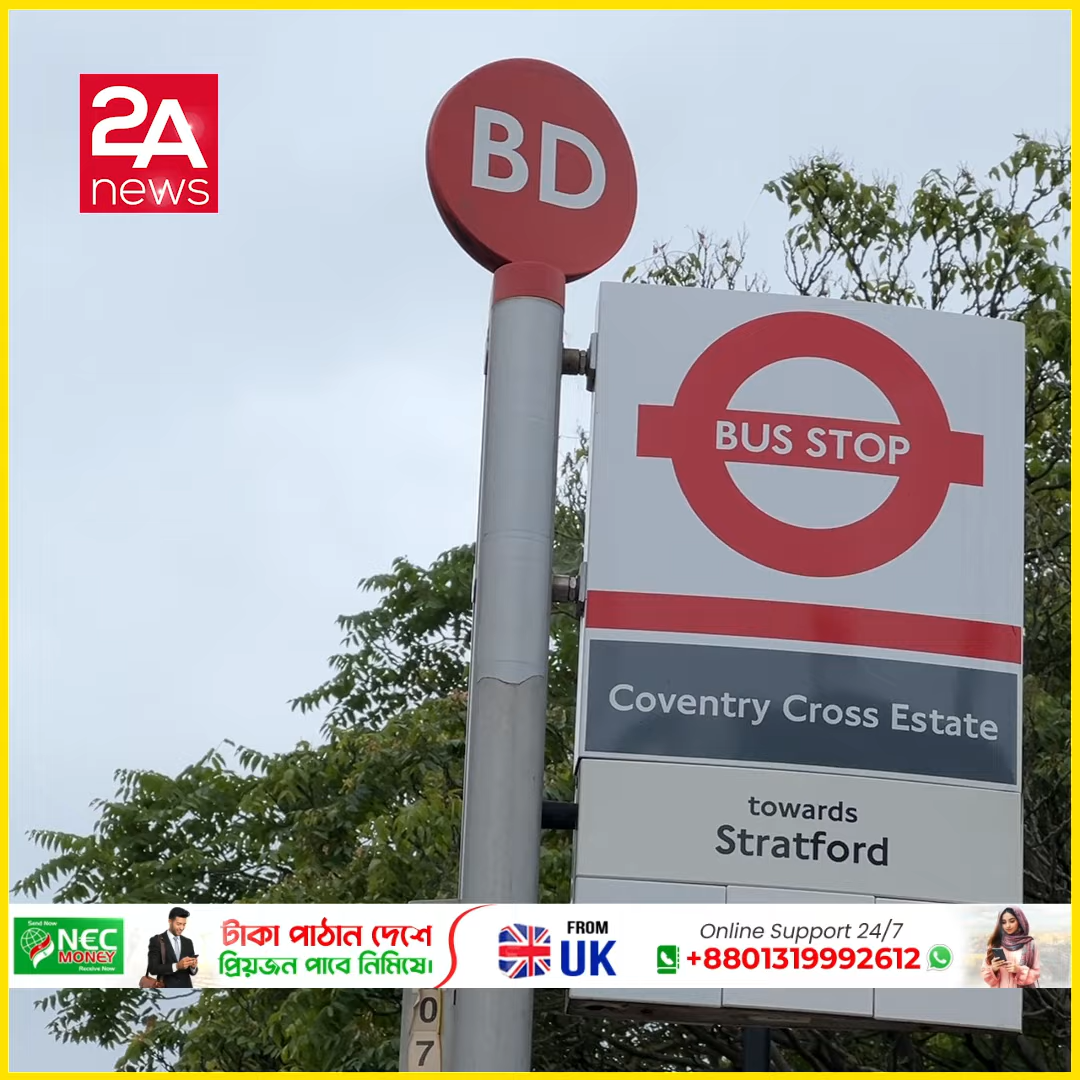 2A
news
BD
BUS STOP
Coventry Cross Estate
towards
Stratford
Send Now
NEC
MONEY
Receive Now
টাকা পাঠান দেশে
প্রিয়জন পাবে নিমিষে।
FROM
UK
Online Support 24/7
+8801319992612
0
7